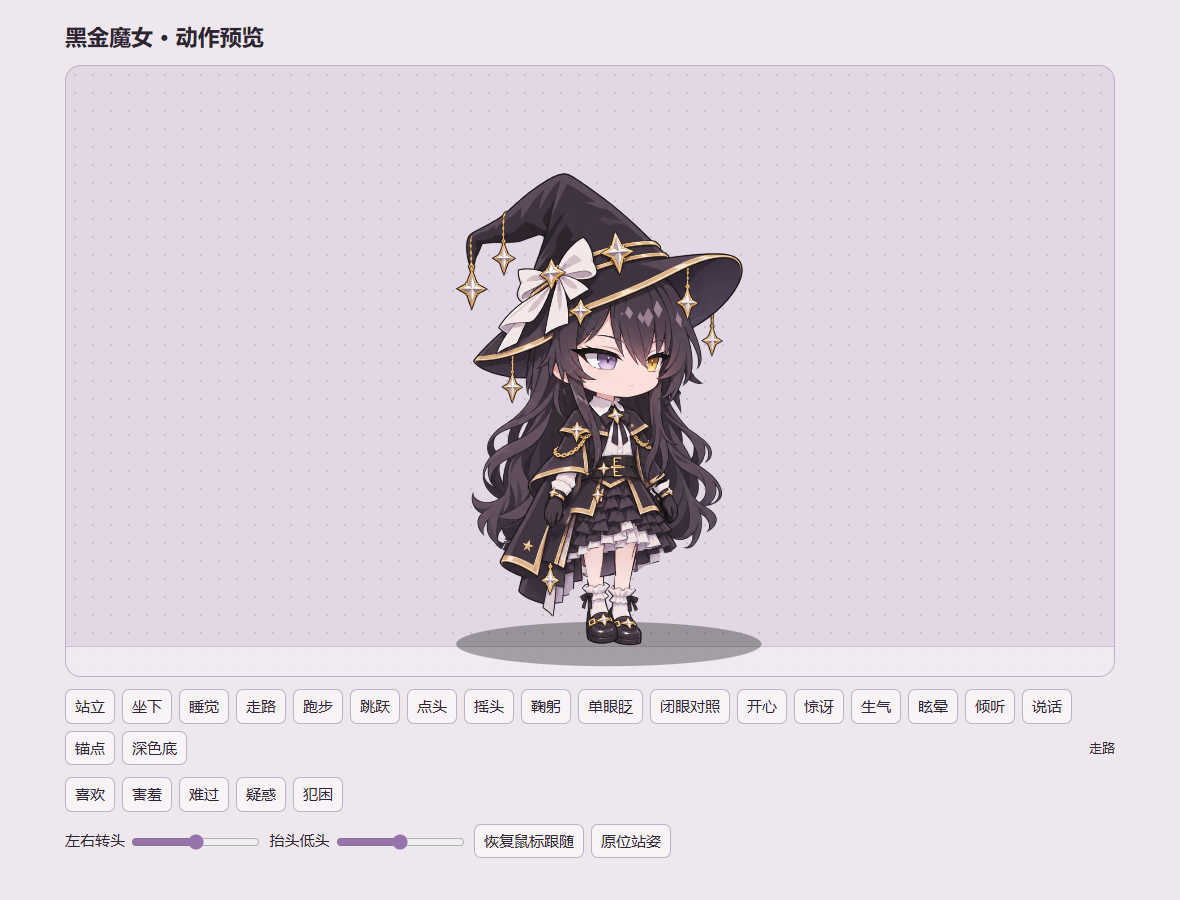 黑金魔女・动作预览
站立 坐下 睡觉 走路 跑步 跳跃 点头 摇头 鞠躬 单眼眨 闭眼对照 开心 惊讶 生气 眩晕 倾听 说话
锚点 深色底 走路
喜欢 害羞 难过 疑惑 犯困
左右转头 抬头低头 恢复鼠标跟随 原位站姿